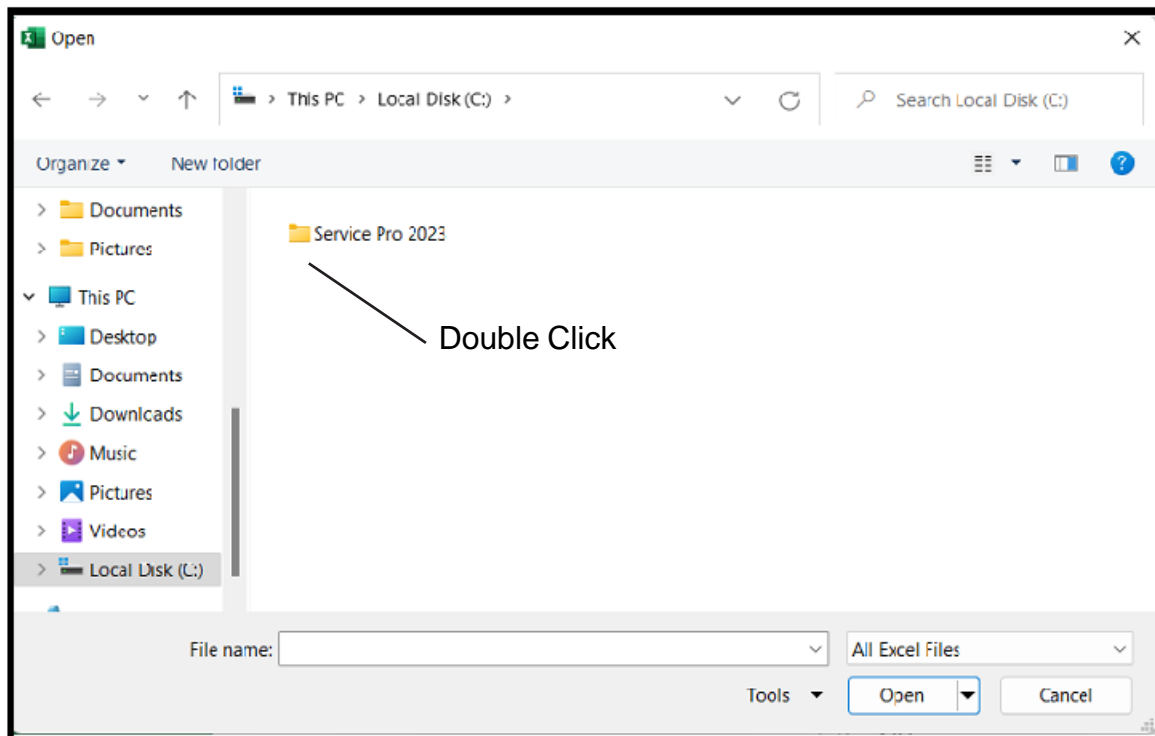 Open
This PC > Local Disk (C:) >
Search Local Disk (C:)
Organize
New folder
?
Documents
Pictures
This PC
Desktop
Documents
Downloads
Music
Pictures
Videos
Local Disk (C:)
Service Pro 2023
Double Click
File name:
All Excel Files
Tools
Open
Cancel